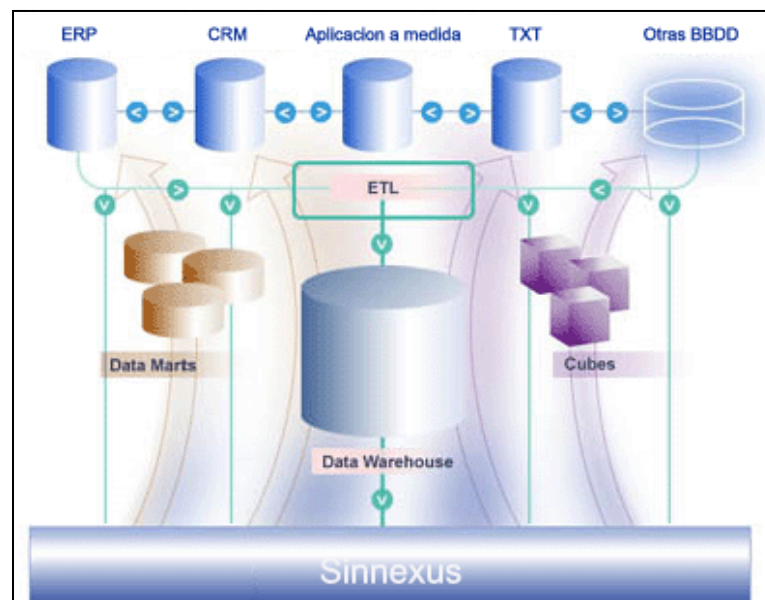 ERP
CRM
Aplicacion a medida
TXT
Otras BBDD
ETL
Data Marts
Cubes
Data Warehouse
Sinnexus